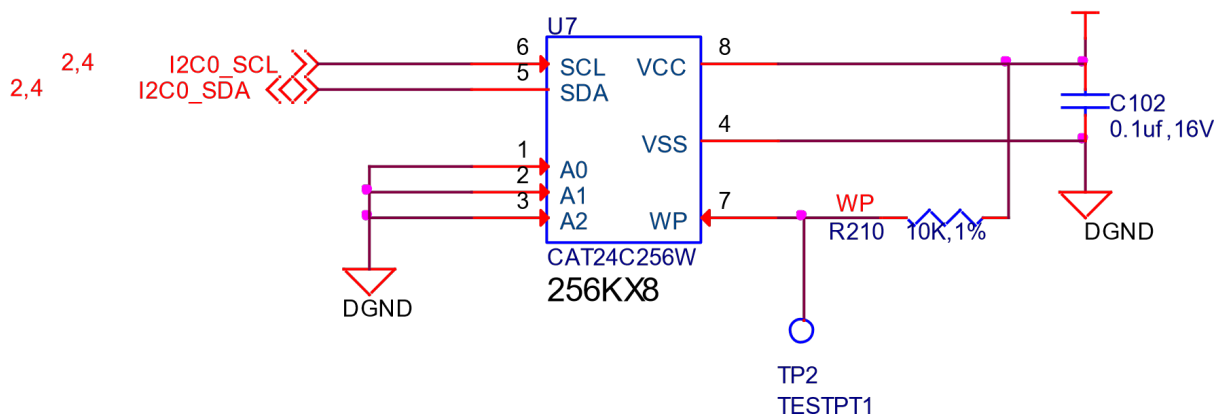 U7
2,4 I2C0_SCL 6 SCL VCC 8
2,4 I2C0_SDA 5 SDA
C102
0.1uf,16V
VSS 4
1 A0
2 A1
3 A2 WP 7 WP
R210 10K,1%
DGND
CAT24C256W
256KX8
DGND
TP2
TESTPT1